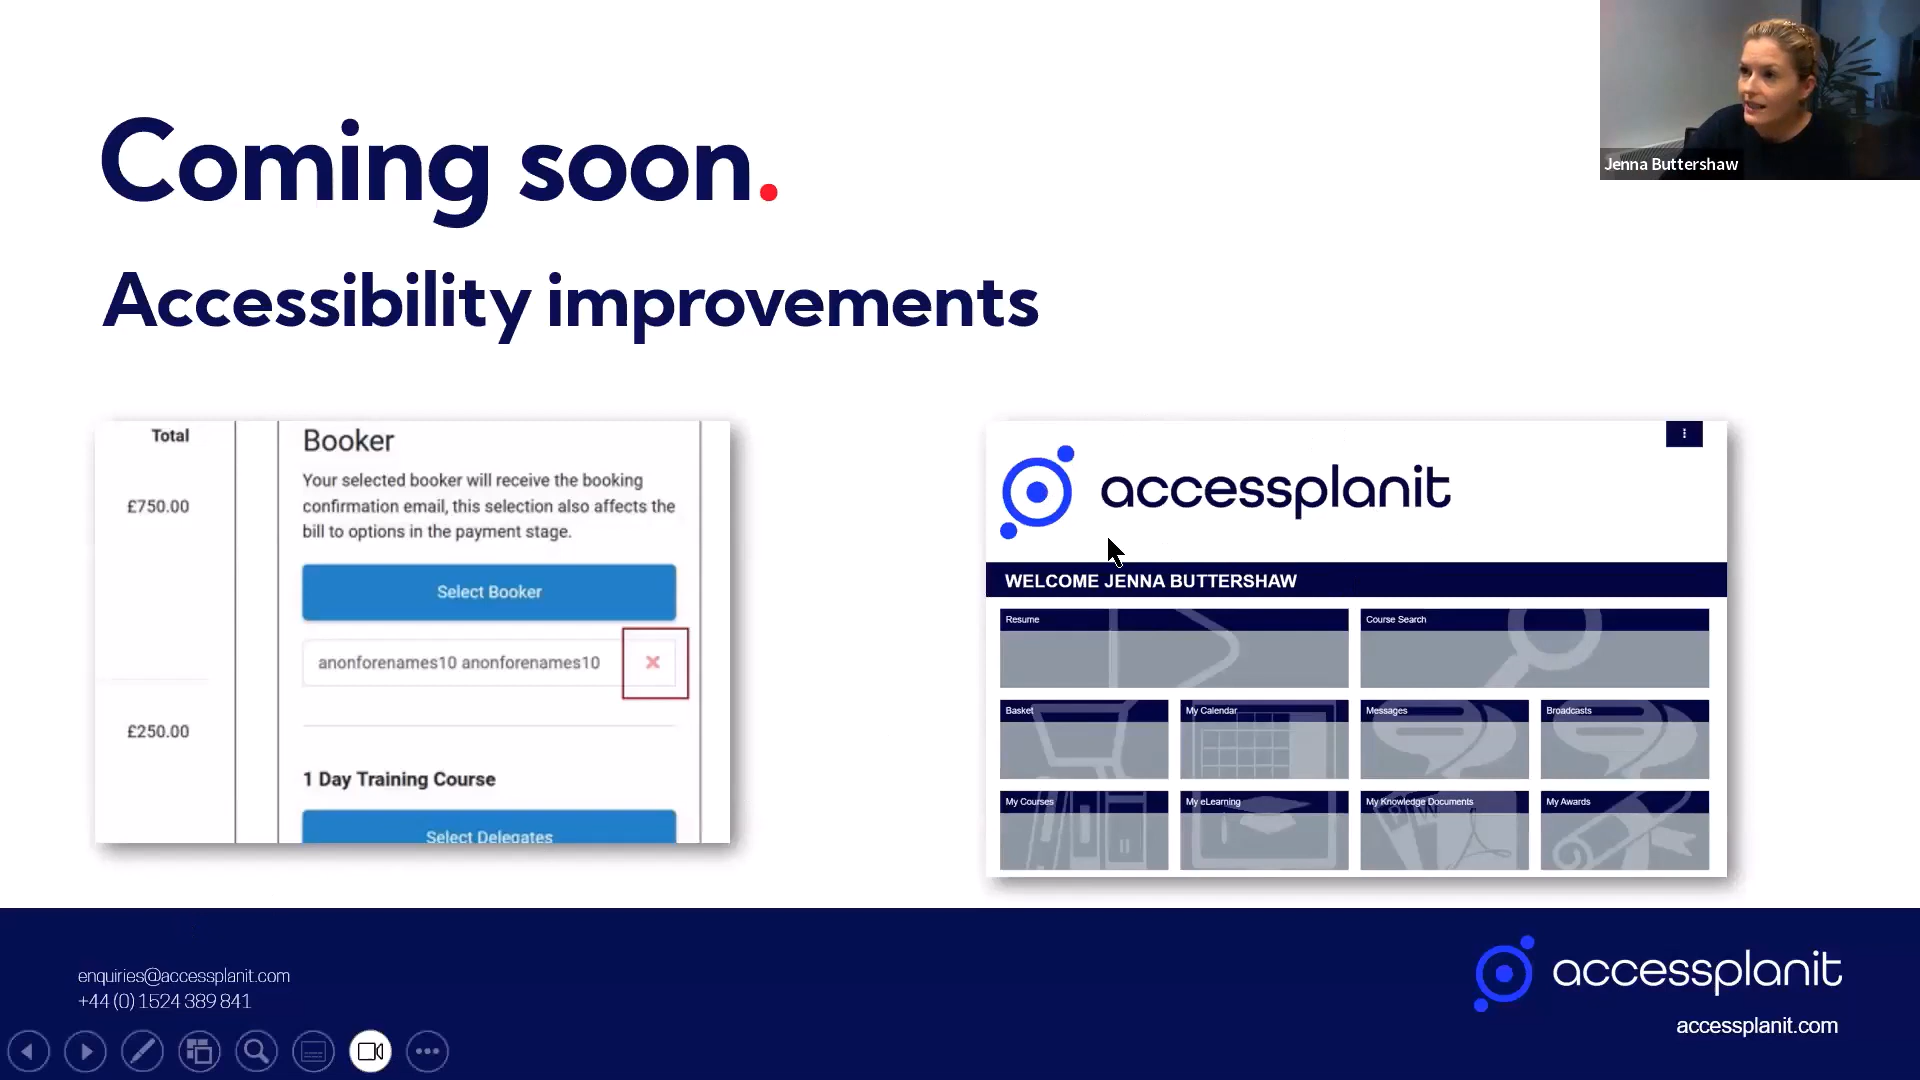 Coming soon.
Jenna Buttershaw
Accessibility improvements
Total
£750.00
£250.00
Booker
Your selected booker will receive the booking
confirmation email, this selection also affects the
bill to options in the payment stage.
Select Booker
anonforenames10 anonforenames10
1 Day Training Course
Select Delegates
accessplanit
WELCOME JENNA BUTTERSHAW
Resume
Course Search
Basket
My Calendar
Messages
Broadcasts
My Courses
My eLearning
My Knowledge Documents
My Awards
enquiries@accessplanit.com
+44 (0) 1524 389 841
accessplanit
accessplanit.com